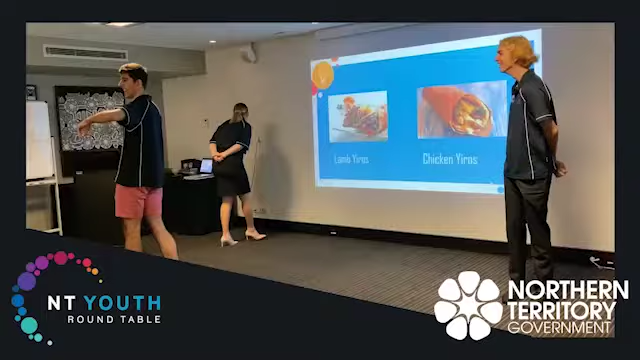 Lamb Yiros
Chicken Yiros
NT YOUTH
ROUND TABLE
NORTHERN
TERRITORY
GOVERNMENT